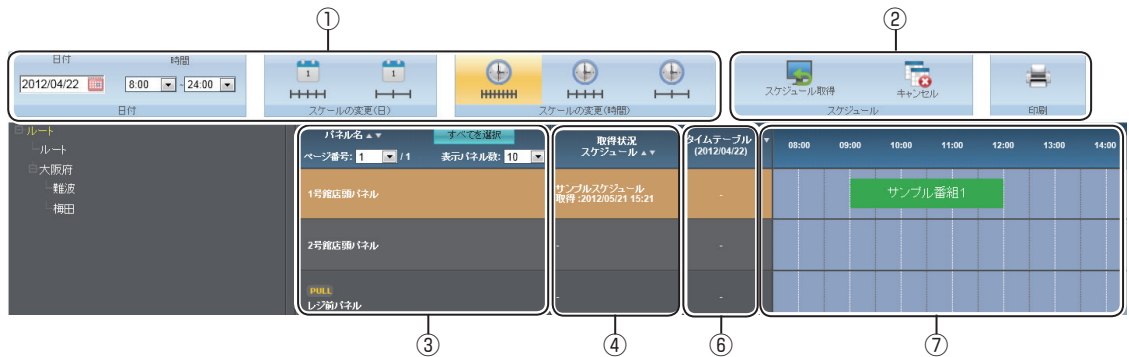 ① ②
日付 時間
2012/04/22 8:00 - 24:00
日付
1 1
スケールの変更(日)
スケールの変更(時間)
スケジュール取得 キャンセル
スケジュール
印刷
ルート
ルート
大阪府
難波
梅田
パネル名 ▲▼ すべてを選択
ページ番号: 1 / 1 表示パネル数: 10
取得状況
スケジュール ▲▼
タイムテーブル
(2012/04/22)
08:00 09:00 10:00 11:00 12:00 13:00 14:00
1号館店頭パネル
サンプルスケジュール
取得 :2012/05/21 15:21
-
サンプル番組1
2号館店頭パネル
-
-
PULL
レジ前パネル
-
-
③ ④ ⑥ ⑦